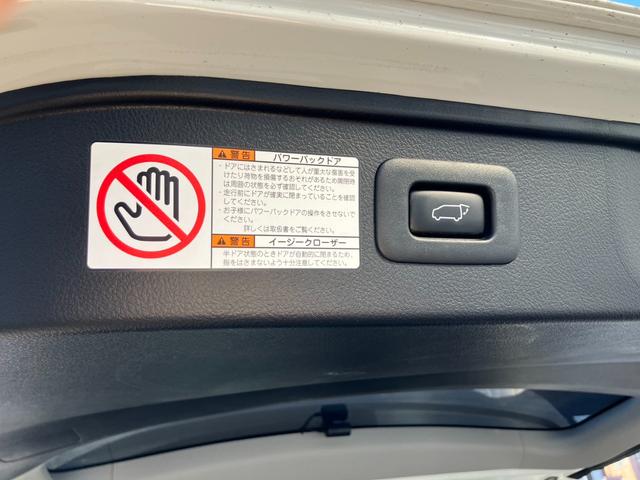 警告 パワーバックドア
・ドアにはさまれるなどして人が重大な傷害を受
けたり荷物を損傷するおそれがあるため開閉時
は周囲の状態を必ず確認してください。
・走行前にドアが確実に閉まっていることを確認
してください。
・お子様にパワーバックドアの操作をさせないで
ください。
詳しくは取扱書をご覧ください。
警告 イージークローザー
半ドア状態のときドアが自動的に閉まるため、
指をはさまないよう十分注意してください。